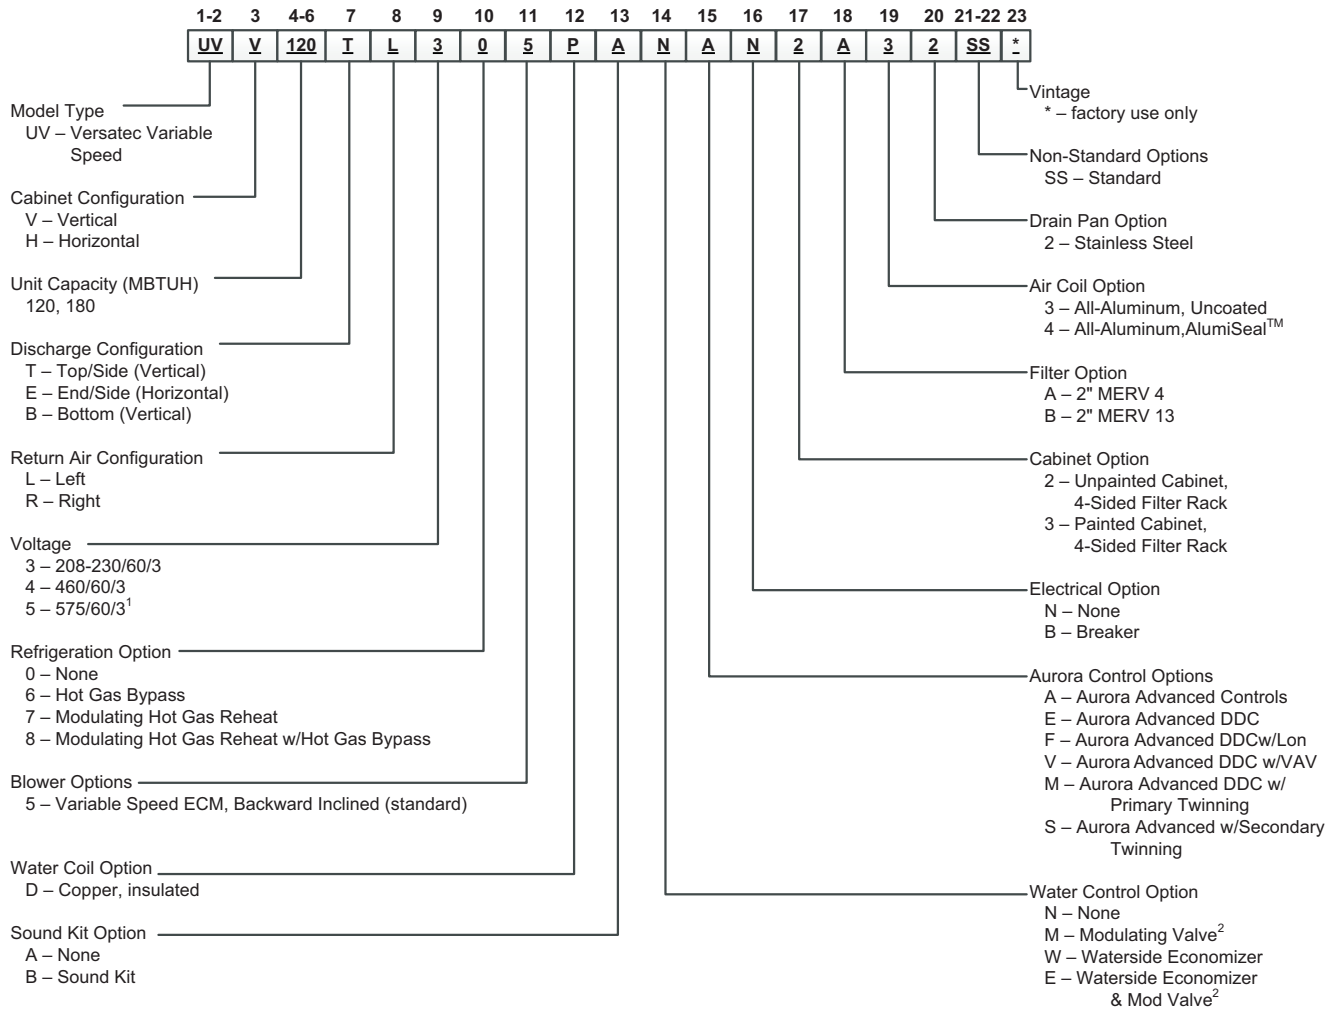 1-2 3 4-6 7 8 9 10 11 12 13 14 15 16 17 18 19 20 21-22 23
UV V 120 T L 3 0 5 P A N A N 2 A 3 2 SS *
Model Type
UV – Versatec Variable
Speed
Cabinet Configuration
V – Vertical
H – Horizontal
Unit Capacity (MBTUH)
120, 180
Discharge Configuration
T – Top/Side (Vertical)
E – End/Side (Horizontal)
B – Bottom (Vertical)
Return Air Configuration
L – Left
R – Right
Voltage
3 – 208-230/60/3
4 – 460/60/3
5 – 575/60/3¹
Refrigeration Option
0 – None
6 – Hot Gas Bypass
7 – Modulating Hot Gas Reheat
8 – Modulating Hot Gas Reheat w/Hot Gas Bypass
Blower Options
5 – Variable Speed ECM, Backward Inclined (standard)
Water Coil Option
D – Copper, insulated
Sound Kit Option
A – None
B – Sound Kit
Vintage
* – factory use only
Non-Standard Options
SS – Standard
Drain Pan Option
2 – Stainless Steel
Air Coil Option
3 – All-Aluminum, Uncoated
4 – All-Aluminum,AlumiSeal™
Filter Option
A – 2" MERV 4
B – 2" MERV 13
Cabinet Option
2 – Unpainted Cabinet,
4-Sided Filter Rack
3 – Painted Cabinet,
4-Sided Filter Rack
Electrical Option
N – None
B – Breaker
Aurora Control Options
A – Aurora Advanced Controls
E – Aurora Advanced DDC
F – Aurora Advanced DDCw/Lon
V – Aurora Advanced DDC w/VAV
M – Aurora Advanced DDC w/
Primary Twinning
S – Aurora Advanced w/Secondary
Twinning
Water Control Option
N – None
M – Modulating Valve²
W – Waterside Economizer
E – Waterside Economizer
& Mod Valve²